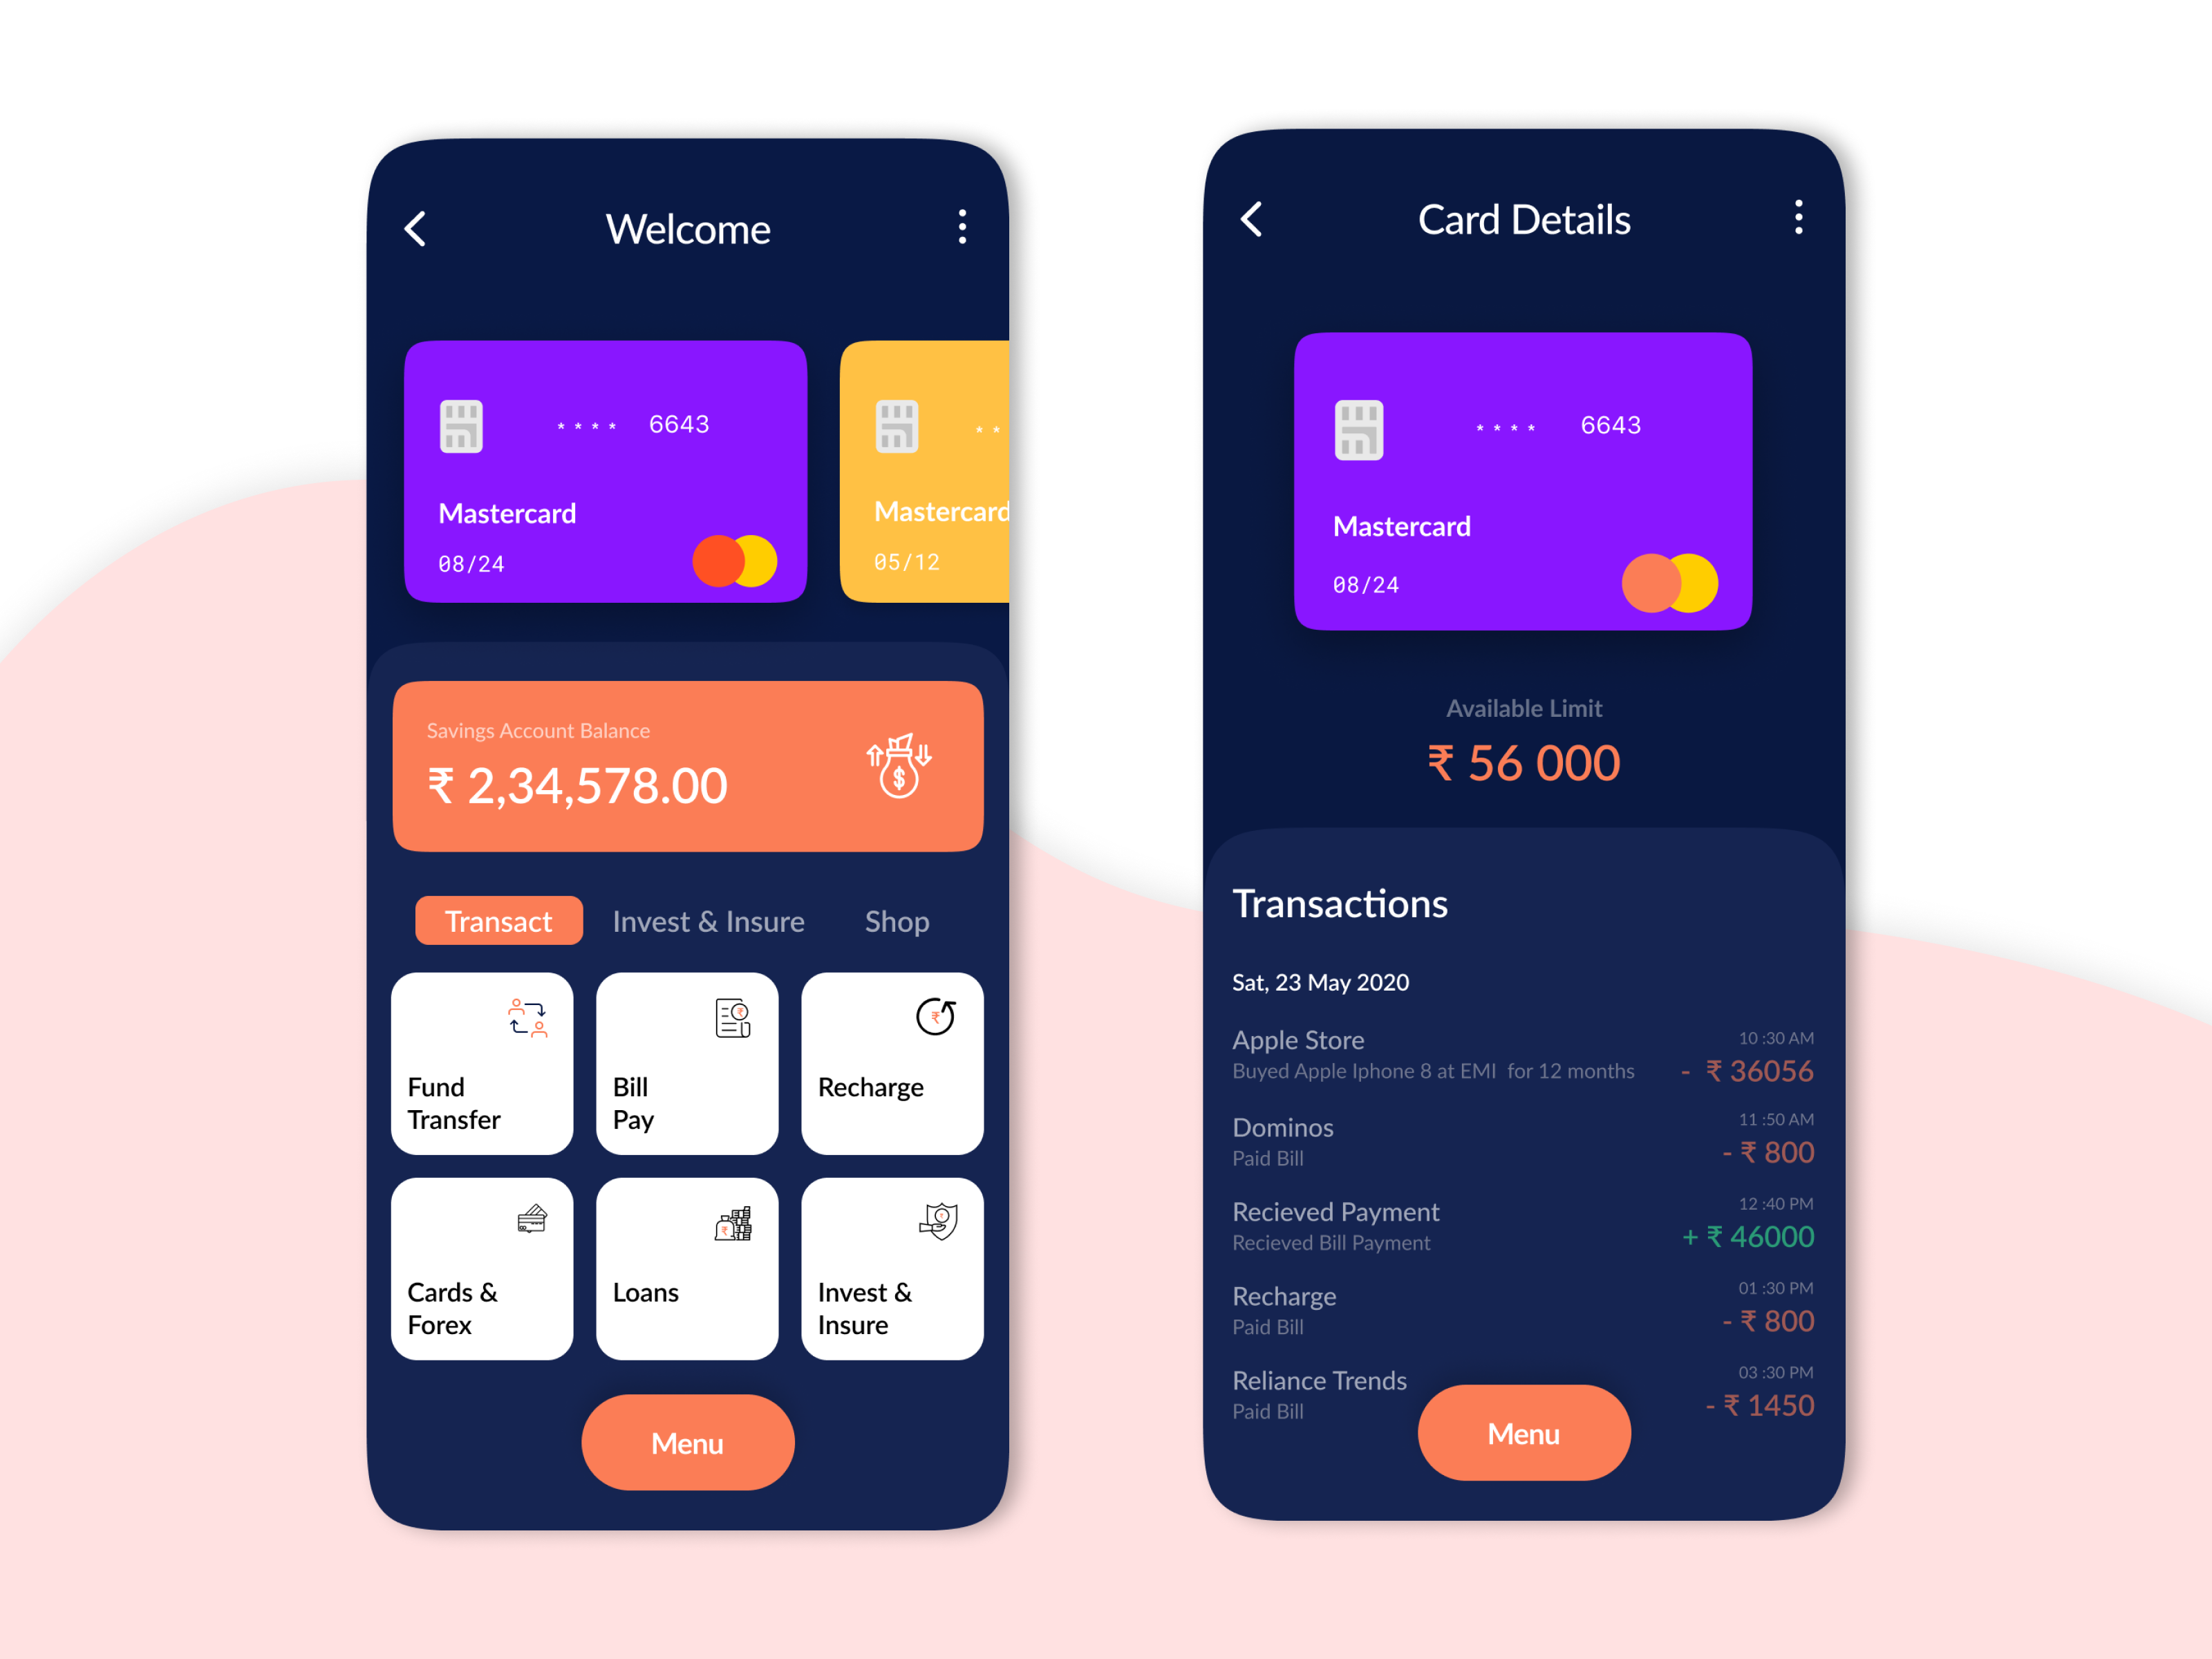 Welcome
**** 6643
Mastercard
08/24
**
Mastercard
05/12
Savings Account Balance
₹ 2,34,578.00
Transact Invest & Insure Shop
Fund
Transfer
Bill
Pay
Recharge
Cards &
Forex
Loans
Invest &
Insure
Menu
Card Details
**** 6643
Mastercard
08/24
Available Limit
₹ 56 000
Transactions
Sat, 23 May 2020
Apple Store 10 :30 AM
Buyed Apple Iphone 8 at EMI for 12 months - ₹ 36056
Dominos 11 :50 AM
Paid Bill - ₹ 800
Recieved Payment 12 :40 PM
Recieved Bill Payment + ₹ 46000
Recharge 01 :30 PM
Paid Bill - ₹ 800
Reliance Trends 03 :30 PM
Paid Bill - ₹ 1450
Menu